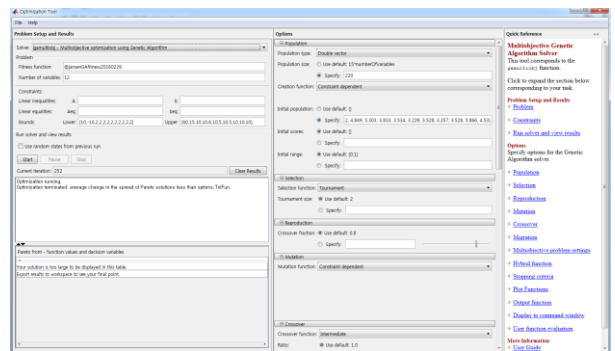 Optimization Tool
File Help
Problem Setup and Results
Solver: gamultiobj - Multiobjective optimization using Genetic Algorithm
Problem
Fitness function:
Number of variables: 12
Constraints:
Linear inequalities: A: b:
Linear equalities: Aeq: beq:
Bounds: Lower: Upper:
Run solver and view results
Use random states from previous run
Start Pause Stop
Current iteration: 252 Clear Results
Optimization running.
Optimization terminated: average change in the spread of Pareto solutions less than options.TolFun.
Pareto front - function values and decision variables
Your solution is too large to be displayed in this table.
Export results to workspace to see your final point.
Options
Population
Population type: Double vector
Population size: Use default: 15*numberOfVariables
Specify: 220
Creation function: Constraint dependent
Initial population: Use default: []
Specify:
Initial scores: Use default: []
Specify:
Initial range: Use default: [0;1]
Specify:
Selection
Selection function: Tournament
Tournament size: Use default: 2
Specify:
Reproduction
Crossover fraction: Use default: 0.8
Specify:
Mutation
Mutation function: Constraint dependent
Crossover
Crossover function: Intermediate
Ratio: Use default: 1.0
Quick Reference <<
Multiobjective Genetic
Algorithm Solver
This tool corresponds to the
gamultiobj function.
Click to expand the section below
corresponding to your task.
Problem Setup and Results
Problem
Constraints
Run solver and view results
Options
Specify options for the Genetic
Algorithm solver.
Population
Selection
Reproduction
Mutation
Crossover
Migration
Multiobjective problem settings
Hybrid function
Stopping criteria
Plot Functions
Output function
Display to command window
User function evaluation
More Information
User Guide